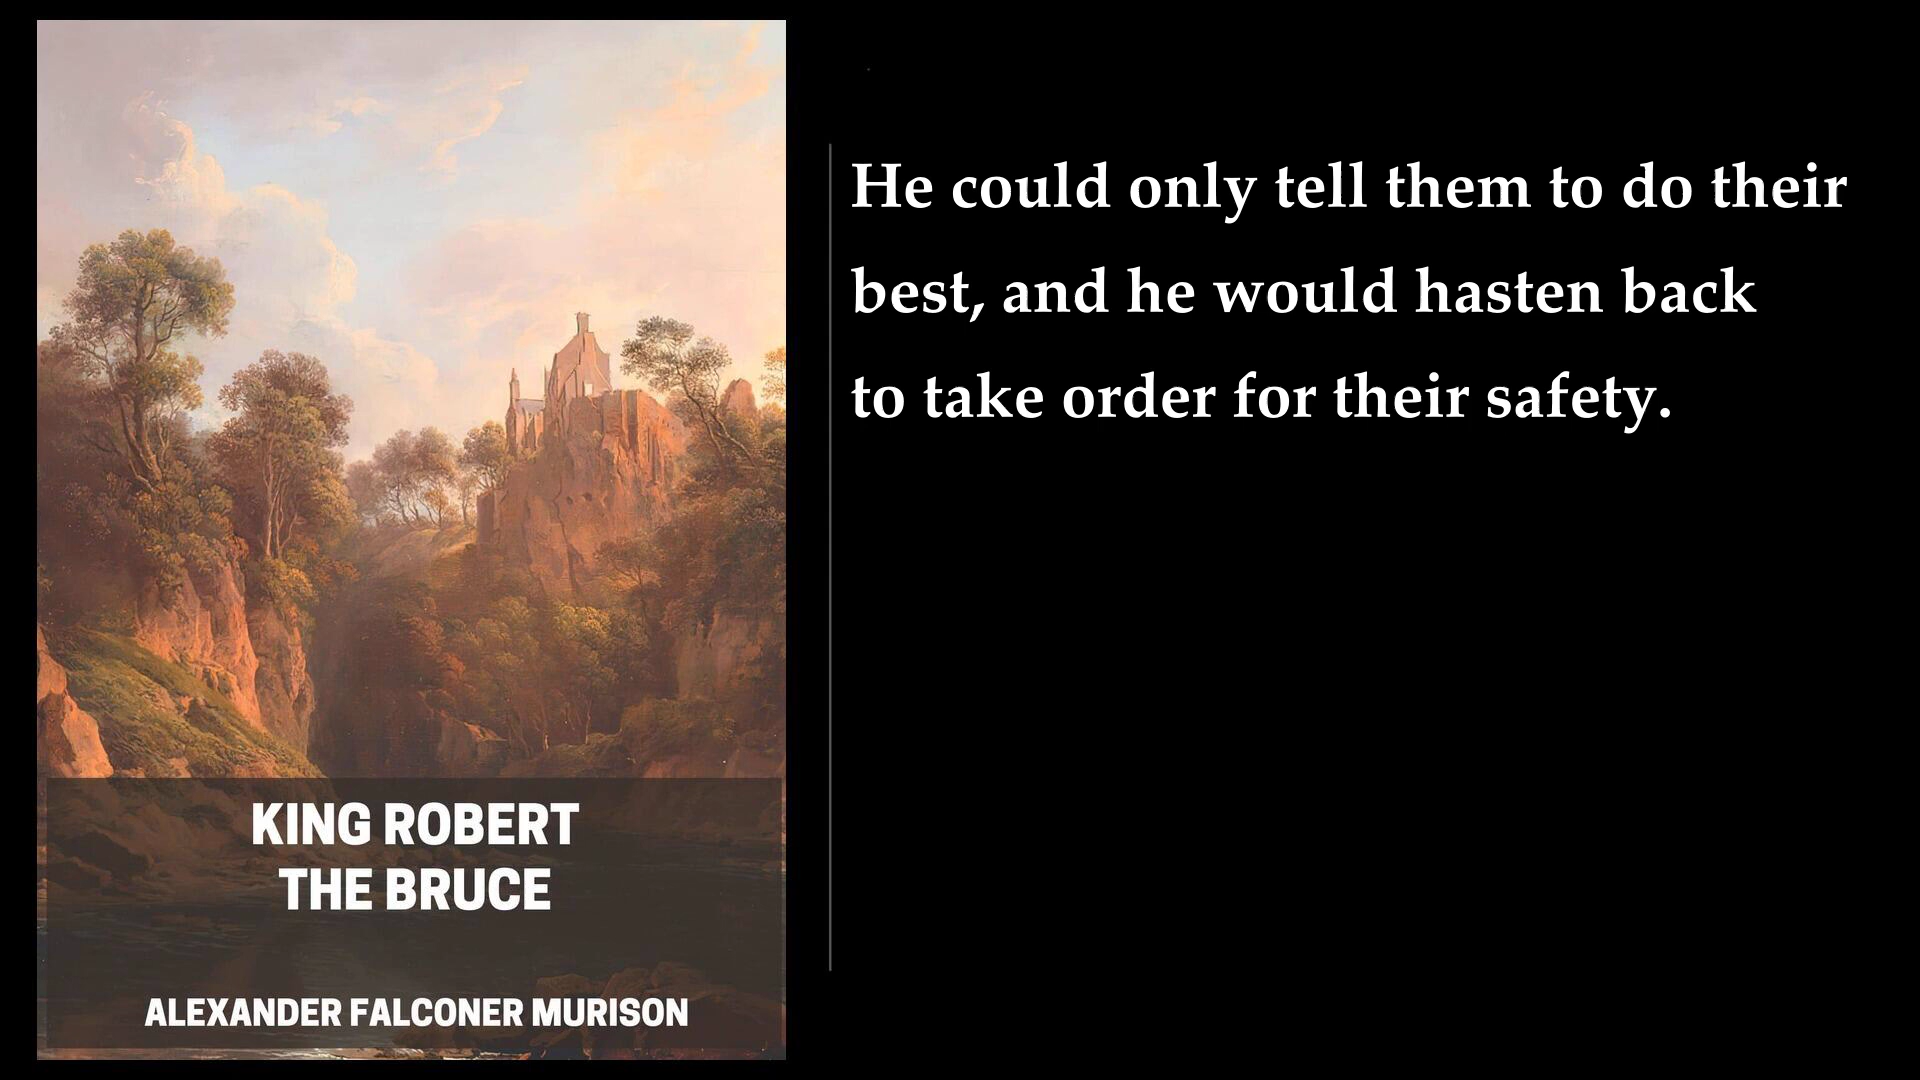 KING ROBERT
THE BRUCE
ALEXANDER FALCONER MURISON
He could only tell them to do their
best, and he would hasten back
to take order for their safety.